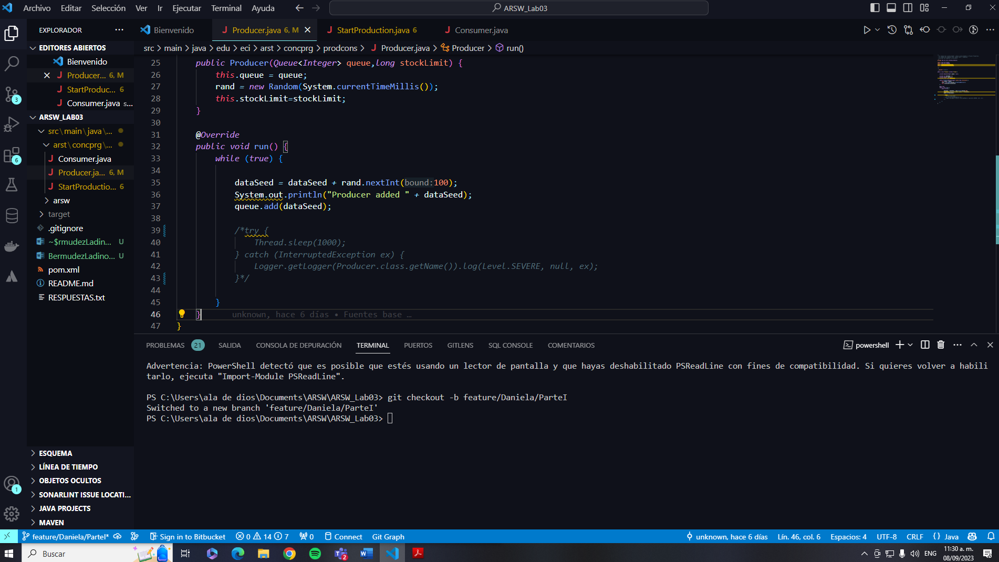 Archivo Editar Selección Ver Ir Ejecutar Terminal Ayuda ARSW_Lab03
EXPLORADOR
Bienvenido Producer.java 6, M StartProduction.java 6 Consumer.java
src > main > java > edu > eci > arst > concprg > prodcons > Producer.java > Producer > run()
EDITORES ABIERTOS
Bienvenido
Producer... 6, M
StartProduc... 6
Consumer.java s...
ARSW_LAB03
src\main\java\...
arst\concprg\...
Consumer.java
Producer.ja... 6, M
StartProductio... 6
arsw
target
.gitignore
~$rmudezLadin... U
BermudezLadino... U
pom.xml
README.md
RESPUESTAS.txt
ESQUEMA
LÍNEA DE TIEMPO
OBJETOS OCULTOS
SONARLINT ISSUE LOCATI...
JAVA PROJECTS
MAVEN
3
6
1
25 public Producer(Queue<Integer> queue,long stockLimit) {
26 this.queue = queue;
27 rand = new Random(System.currentTimeMillis());
28 this.stockLimit=stockLimit;
29 }
30
31 @Override
32 public void run() {
33 while (true) {
34
35 dataSeed = dataSeed + rand.nextInt(bound:100);
36 System.out.println("Producer added " + dataSeed);
37 queue.add(dataSeed);
38
39 /*try {
40 Thread.sleep(1000);
41 } catch (InterruptedException ex) {
42 Logger.getLogger(Producer.class.getName()).log(Level.SEVERE, null, ex);
43 }*/
44
45 }
46 } unknown, hace 6 días • Fuentes base …
47 }
PROBLEMAS 21 SALIDA CONSOLA DE DEPURACIÓN TERMINAL PUERTOS GITLENS SQL CONSOLE COMENTARIOS powershell
Advertencia: PowerShell detectó que es posible que estés usando un lector de pantalla y que hayas deshabilitado PSReadLine con fines de compatibilidad. Si quieres volver a habili
tarlo, ejecuta "Import-Module PSReadLine".
PS C:\Users\ala de dios\Documents\ARSW\ARSW_Lab03> git checkout -b feature/Daniela/ParteI
Switched to a new branch 'feature/Daniela/ParteI'
PS C:\Users\ala de dios\Documents\ARSW\ARSW_Lab03>
feature/Daniela/ParteI* Sign in to Bitbucket 0 14 7 0 Connect Git Graph unknown, hace 6 días Lín. 46, col. 6 Espacios: 4 UTF-8 CRLF {} Java
Buscar 2 ENG 11:30 a. m.
08/09/2023